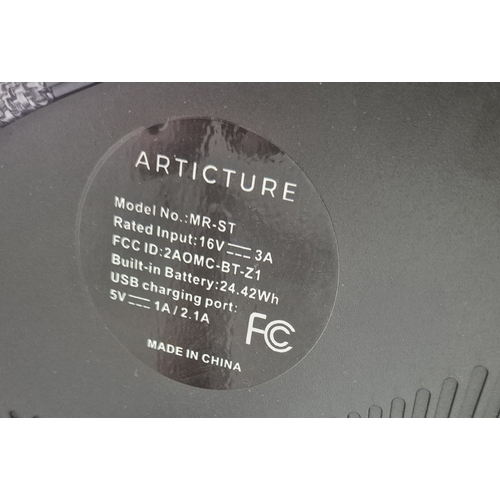 ARTICTURE
Model No.:MR-ST
Rated Input:16V⎓3A
FCC ID:2AOMC-BT-Z1
Built-in Battery:24.42Wh
USB charging port:
5V⎓1A/2.1A
FC
MADE IN CHINA